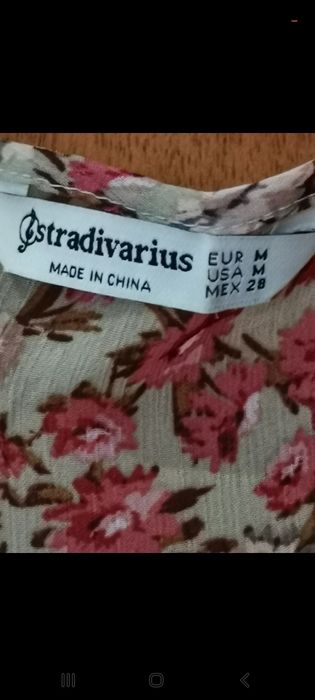 Stradivarius
MADE IN CHINA
EUR M
USA M
MEX 28